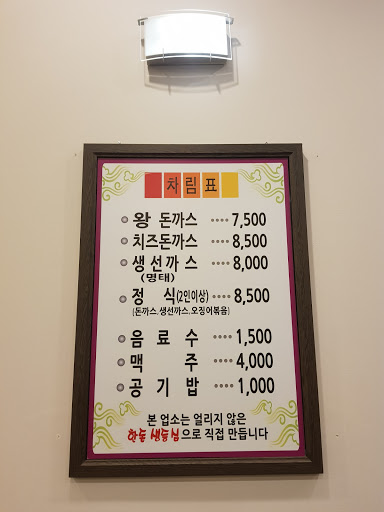 차림표
왕 돈까스 ···· 7,500
치즈돈까스 ···· 8,500
생선까스 ···· 8,000
(명태)
정 식(2인이상) ···· 8,500
(돈까스,생선까스,오징어볶음)
음 료 수 ···· 1,500
맥 주 ···· 4,000
공 기 밥 ···· 1,000
본 업소는 얼리지 않은
한돈 생등심으로 직접 만듭니다